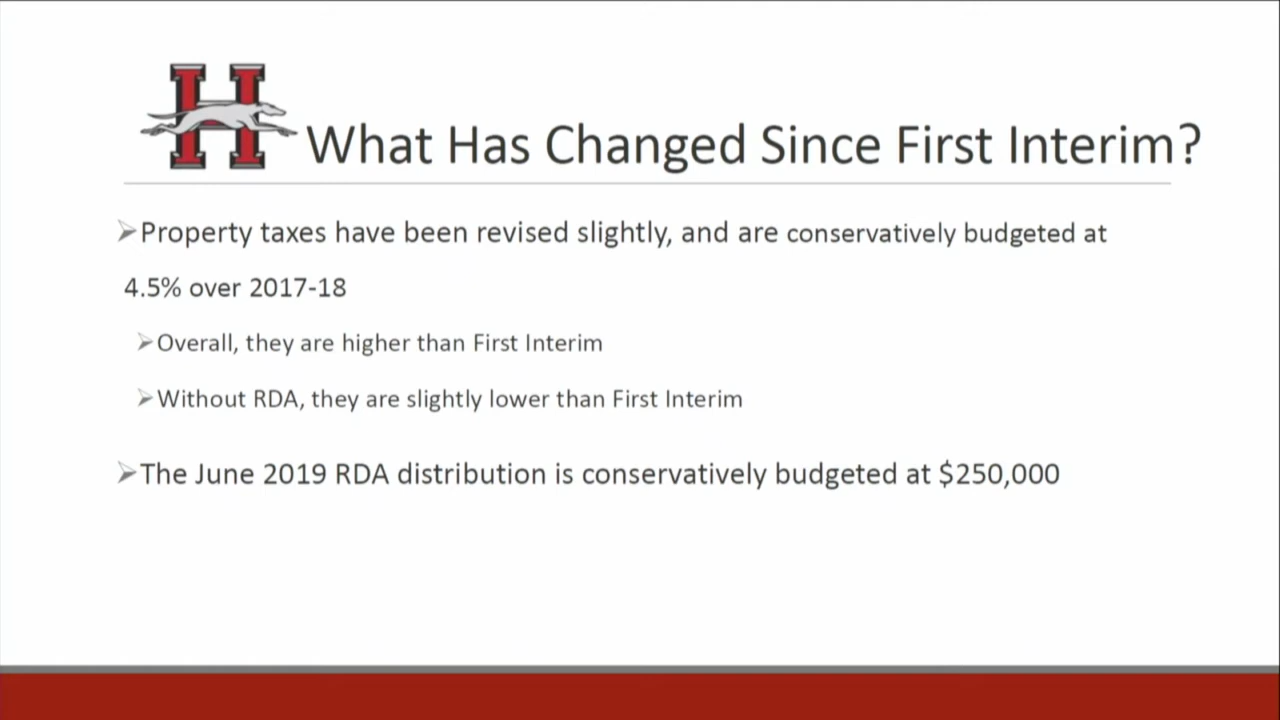 H
What Has Changed Since First Interim?
➢Property taxes have been revised slightly, and are conservatively budgeted at
4.5% over 2017-18
➢Overall, they are higher than First Interim
➢Without RDA, they are slightly lower than First Interim
➢The June 2019 RDA distribution is conservatively budgeted at $250,000